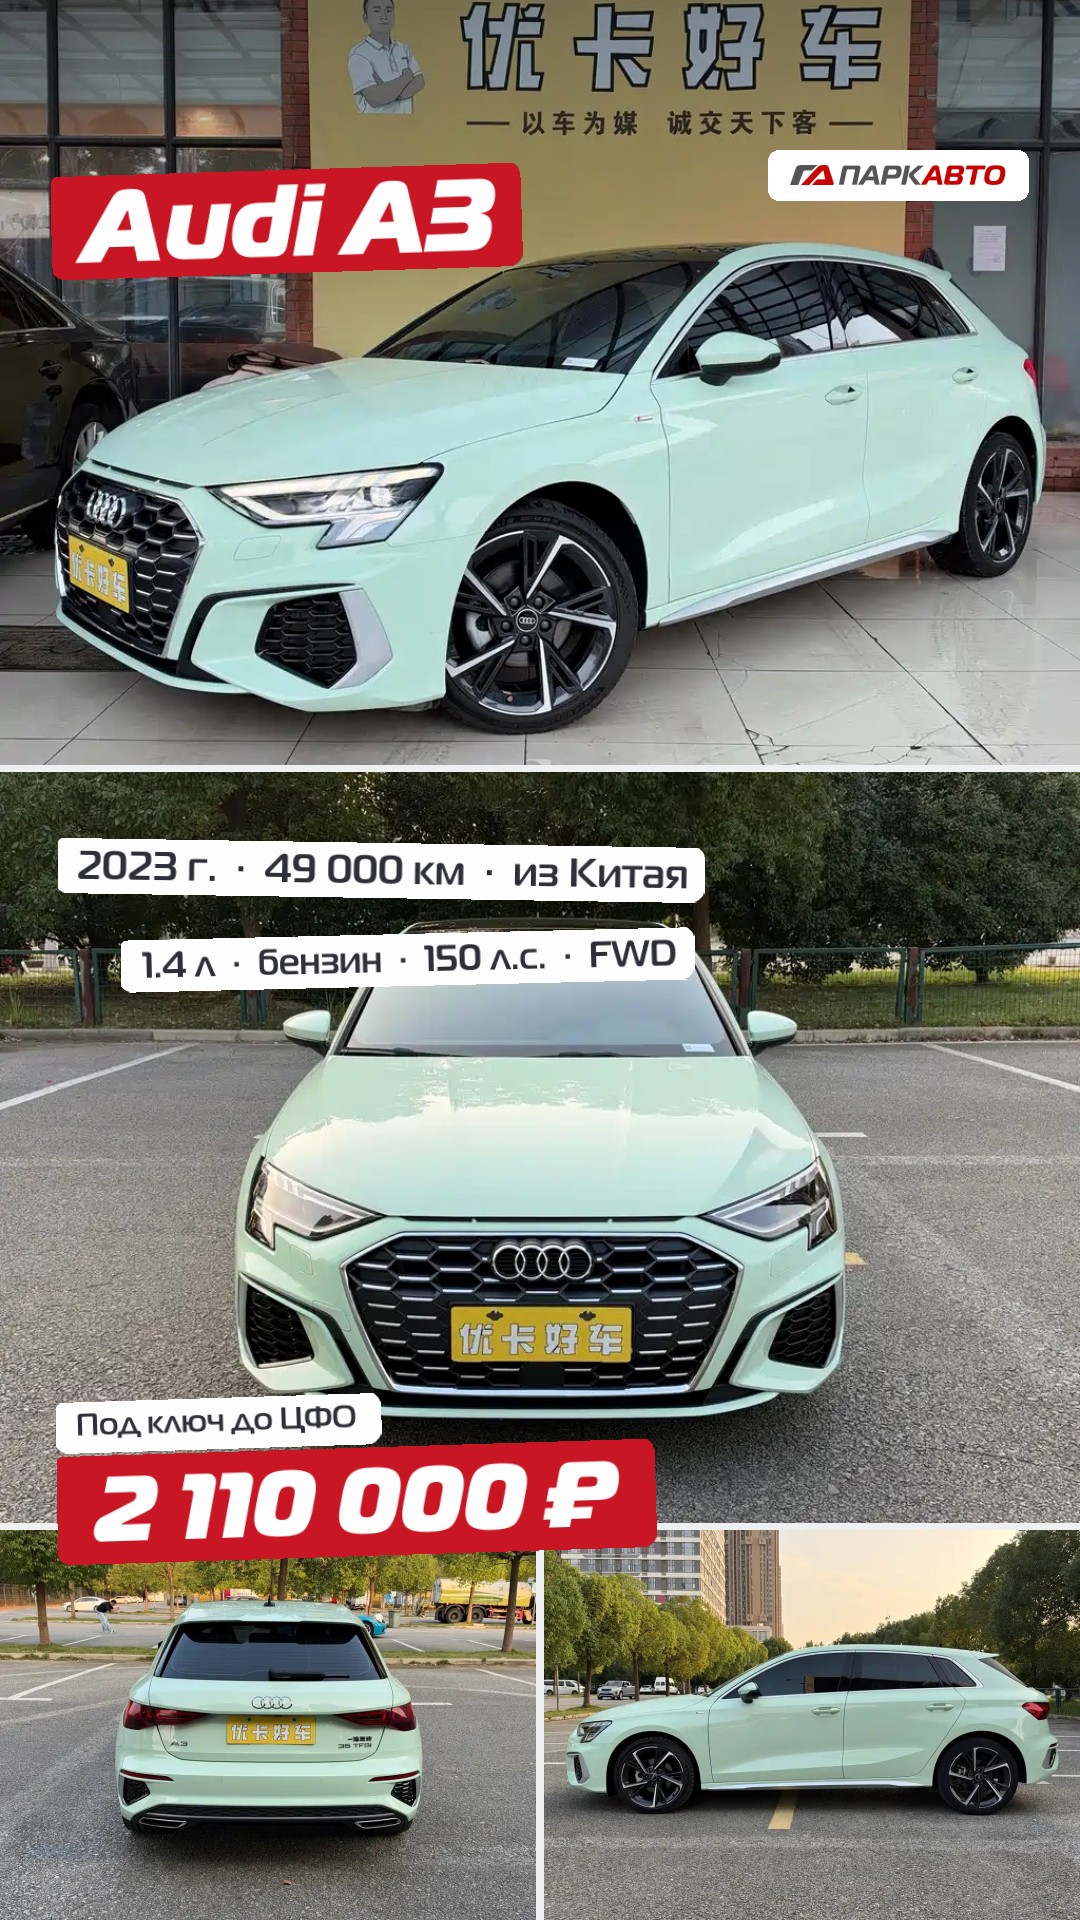 优卡好车
以车为媒 诚交天下客
ПАРКАВТО
Audi A3
优卡好车
2023 г. · 49 000 км · из Китая
1.4 л · бензин · 150 л.с. · FWD
优卡好车
Под ключ до ЦФО
2 110 000 ₽
优卡好车
A3
35 TFSI